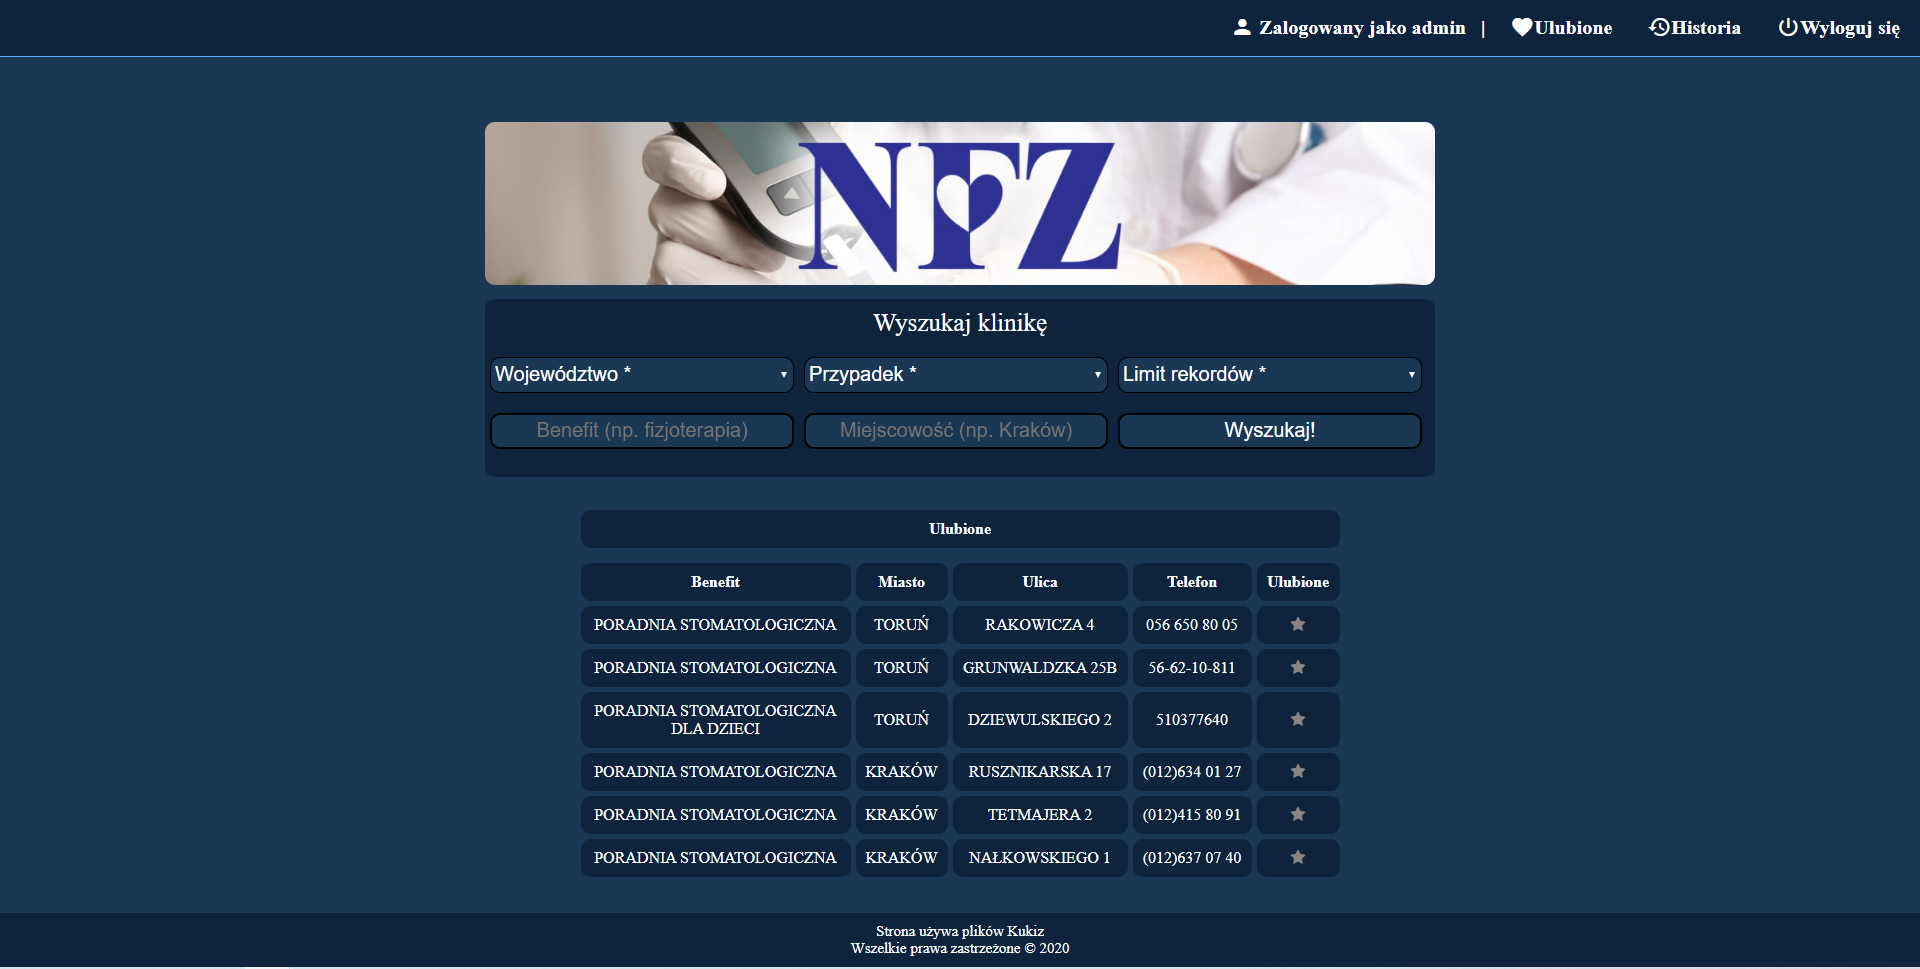 Zalogowany jako admin | Ulubione Historia Wyloguj się
NFZ
Wyszukaj klinikę
Województwo * Przypadek * Limit rekordów *
Benefit (np. fizjoterapia) Miejscowość (np. Kraków) Wyszukaj!
Ulubione
Benefit Miasto Ulica Telefon Ulubione
PORADNIA STOMATOLOGICZNA TORUŃ RAKOWICZA 4 056 650 80 05
PORADNIA STOMATOLOGICZNA TORUŃ GRUNWALDZKA 25B 56-62-10-811
PORADNIA STOMATOLOGICZNA
DLA DZIECI TORUŃ DZIEWULSKIEGO 2 510377640
PORADNIA STOMATOLOGICZNA KRAKÓW RUSZNIKARSKA 17 (012)634 01 27
PORADNIA STOMATOLOGICZNA KRAKÓW TETMAJERA 2 (012)415 80 91
PORADNIA STOMATOLOGICZNA KRAKÓW NAŁKOWSKIEGO 1 (012)637 07 40
Strona używa plików Kukiz
Wszelkie prawa zastrzeżone © 2020